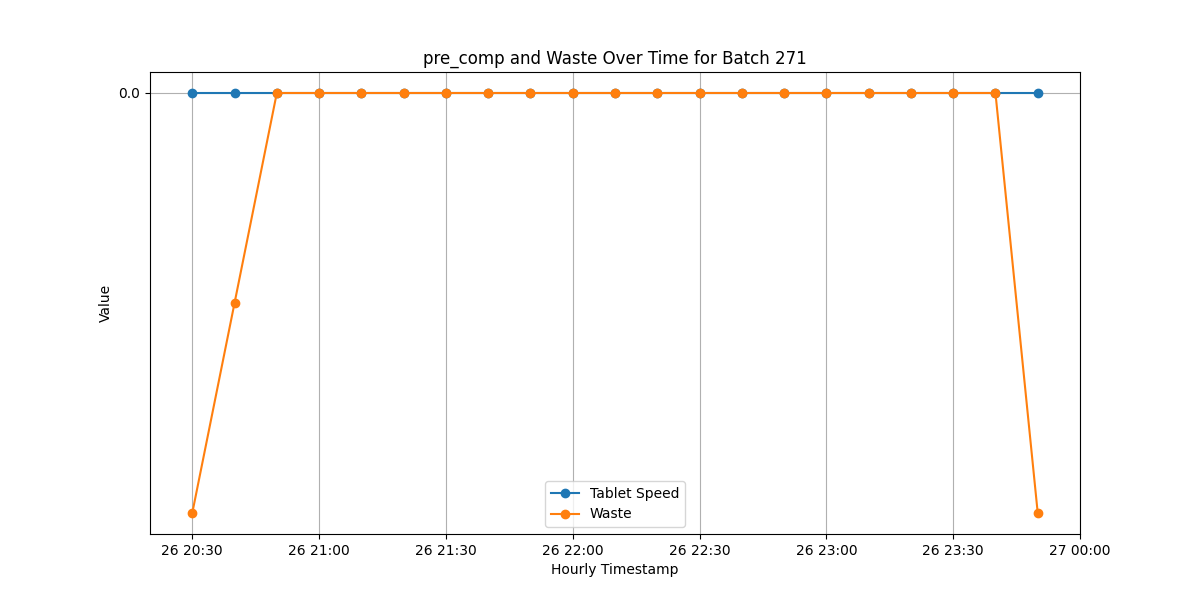 pre_comp and Waste Over Time for Batch 271
0.0
Value
Tablet Speed
Waste
26 20:30 26 21:00 26 21:30 26 22:00 26 22:30 26 23:00 26 23:30 27 00:00
Hourly Timestamp